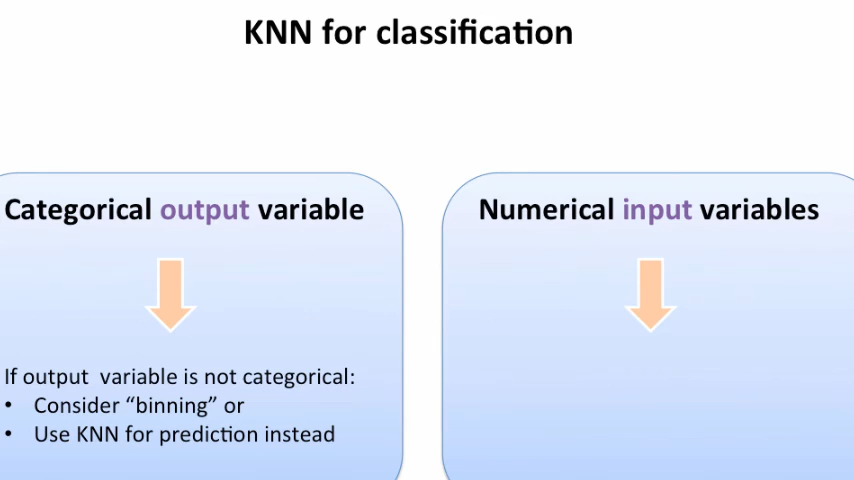 KNN for classification
Categorical output variable
If output variable is not categorical:
• Consider “binning” or
• Use KNN for prediction instead
Numerical input variables